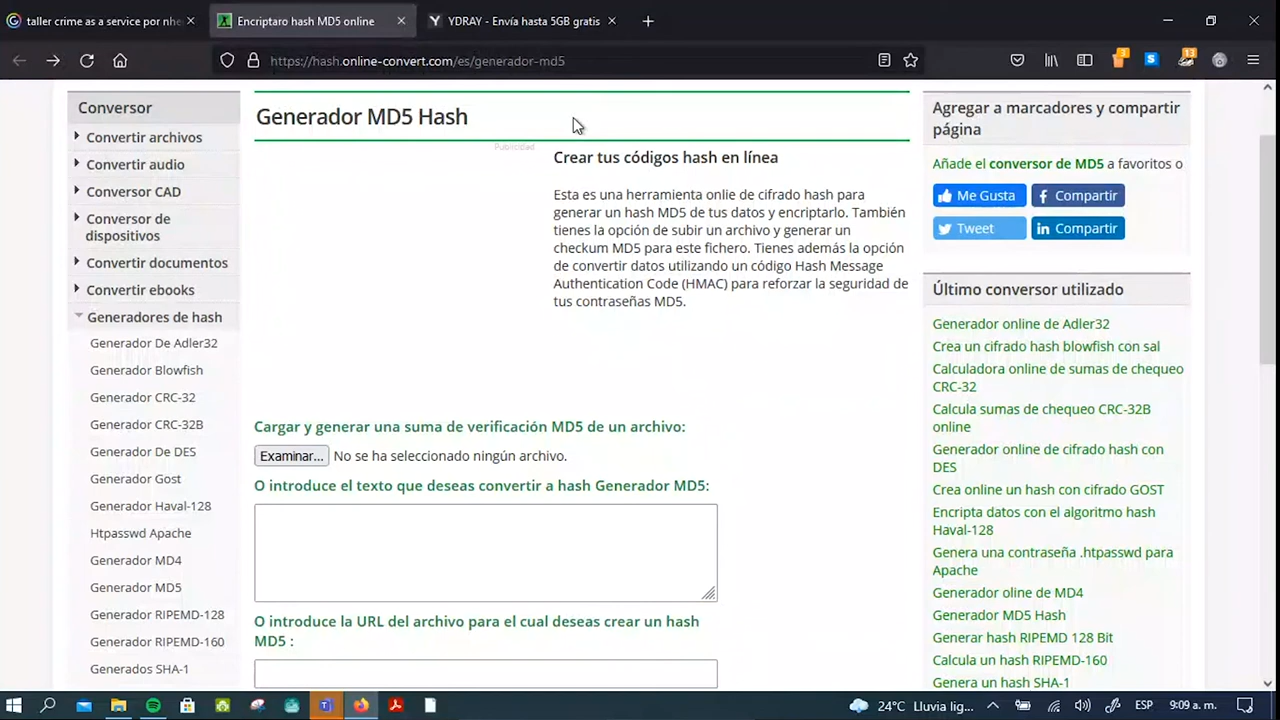 taller crime as a service por nhe
Encriptaro hash MD5 online
YDRAY - Envía hasta 5GB gratis
https://hash.online-convert.com/es/generador-md5
3
13
Conversor
Convertir archivos
Convertir audio
Conversor CAD
Conversor de
dispositivos
Convertir documentos
Convertir ebooks
Generadores de hash
Generador De Adler32
Generador Blowfish
Generador CRC-32
Generador CRC-32B
Generador De DES
Generador Gost
Generador Haval-128
Htpasswd Apache
Generador MD4
Generador MD5
Generador RIPEMD-128
Generador RIPEMD-160
Generados SHA-1
Generador MD5 Hash
Publicidad
Crear tus códigos hash en línea
Esta es una herramienta onlie de cifrado hash para
generar un hash MD5 de tus datos y encriptarlo. También
tienes la opción de subir un archivo y generar un
checkum MD5 para este fichero. Tienes además la opción
de convertir datos utilizando un código Hash Message
Authentication Code (HMAC) para reforzar la seguridad de
tus contraseñas MD5.
Cargar y generar una suma de verificación MD5 de un archivo:
Examinar... No se ha seleccionado ningún archivo.
O introduce el texto que deseas convertir a hash Generador MD5:
O introduce la URL del archivo para el cual deseas crear un hash
MD5 :
Agregar a marcadores y compartir
página
Añade el conversor de MD5 a favoritos o
Me Gusta
Compartir
Tweet
Compartir
Último conversor utilizado
Generador online de Adler32
Crea un cifrado hash blowfish con sal
Calculadora online de sumas de chequeo
CRC-32
Calcula sumas de chequeo CRC-32B
online
Generador online de cifrado hash con
DES
Crea online un hash con cifrado GOST
Encripta datos con el algoritmo hash
Haval-128
Genera una contraseña .htpasswd para
Apache
Generador oline de MD4
Generador MD5 Hash
Generar hash RIPEMD 128 Bit
Calcula un hash RIPEMD-160
Genera un hash SHA-1
24°C Lluvia lig...
ESP
9:09 a. m.